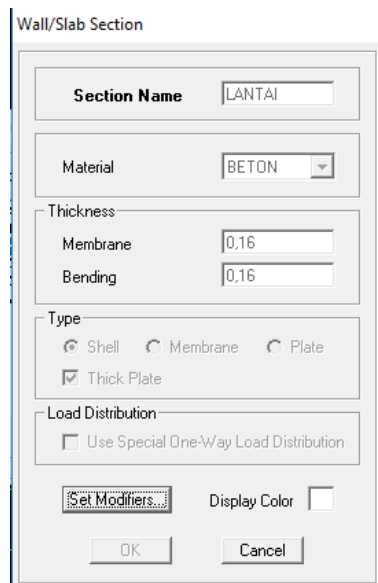 Wall/Slab Section
Section Name LANTAI
Material BETON
Thickness
Membrane 0,16
Bending 0,16
Type
Shell Membrane Plate
Thick Plate
Load Distribution
Use Special One-Way Load Distribution
Set Modifiers... Display Color
OK Cancel